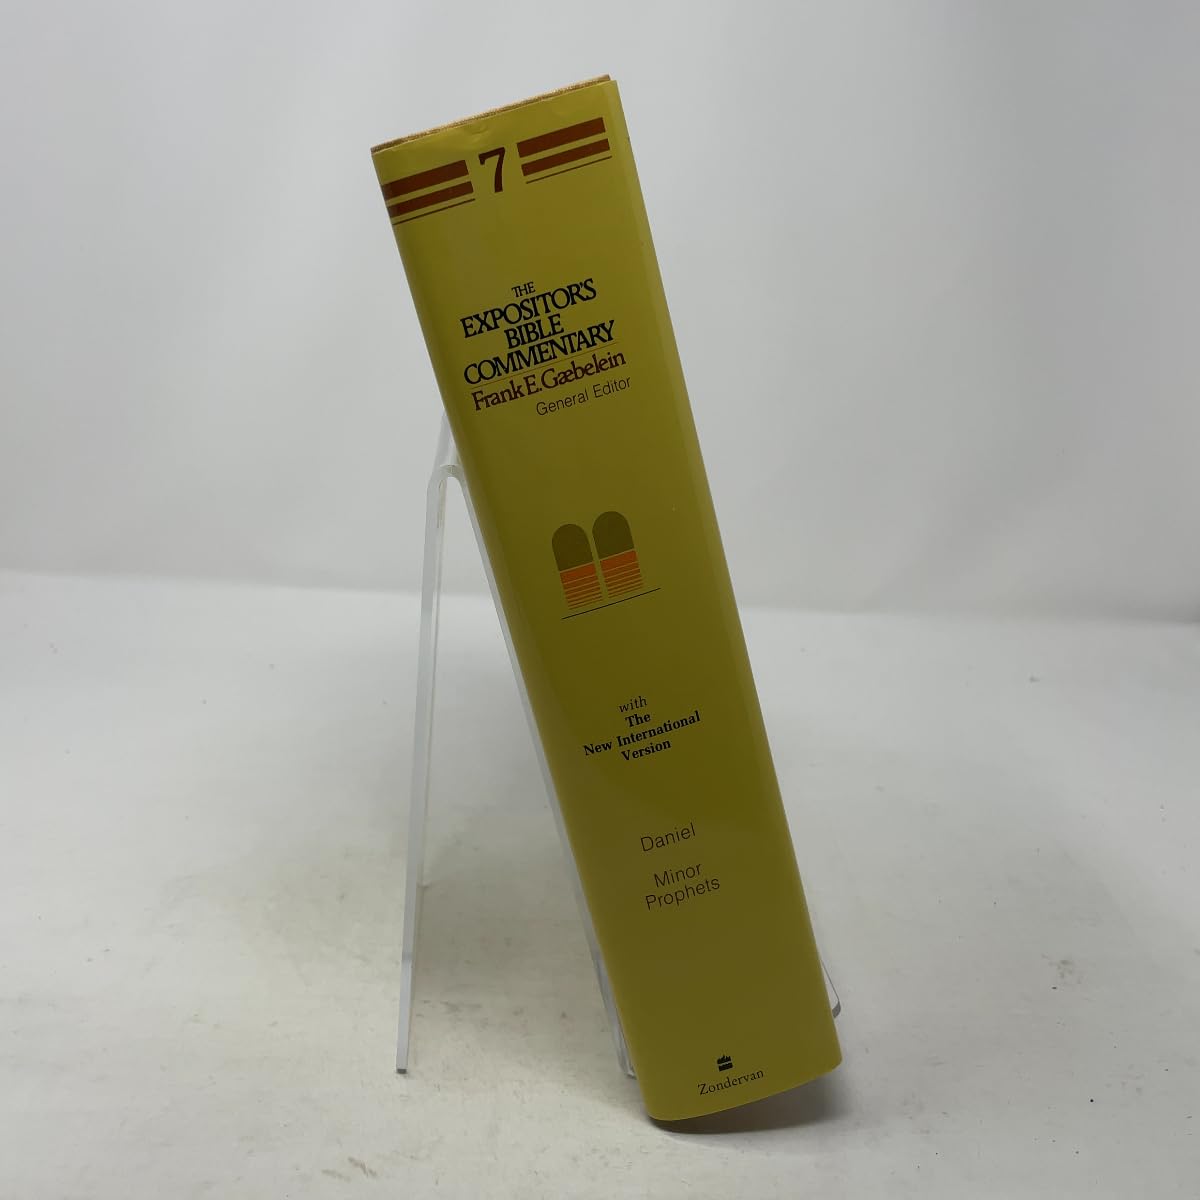 7
THE
EXPOSITOR'S
BIBLE
COMMENTARY
Frank E. Gæbelein
General Editor
with
The
New International
Version
Daniel
Minor
Prophets
Zondervan